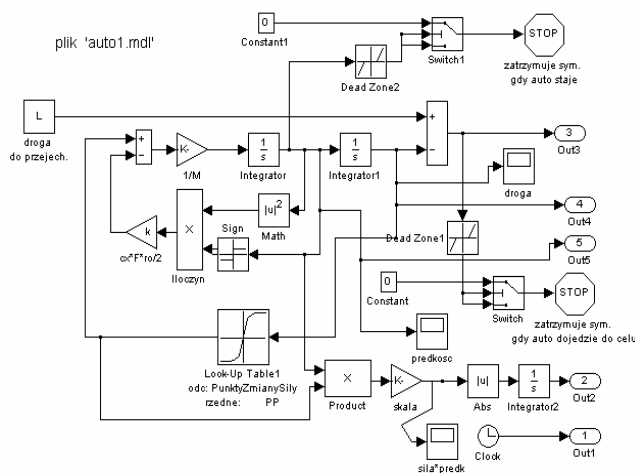 plik 'auto1.mdl'
0
Constant1
Switch1
STOP
zatrzymuje sym.
gdy auto staje
Dead Zone2
L
droga
do przejech.
+
−
K-
1/M
1
s
Integrator
1
s
Integrator1
+
−
3
Out3
droga
4
Out4
5
Out5
k
cx*F*ro/2
X
Iloczyn
|u|2
Math
Sign
Dead Zone1
0
Constant
Switch
STOP
zatrzymuje sym.
gdy auto dojedzie do celu
predkosc
Look-Up Table1
odc: PunktyZmianySily
rzedne: PP
X
Product
K-
skala
|u|
Abs
1
s
Integrator2
2
Out2
sila*predk
Clock
1
Out1